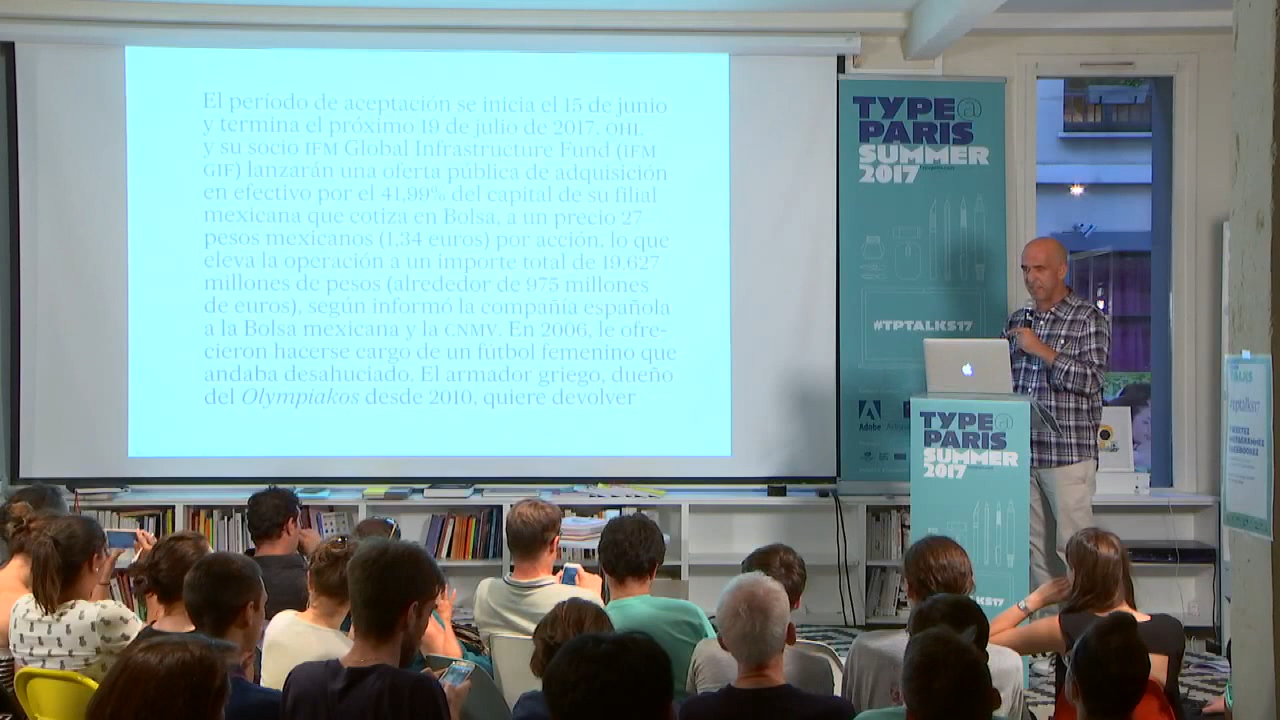 El período de aceptación se inicia el 15 de junio
y termina el próximo 19 de julio de 2017. OHL
y su socio IFM Global Infrastructure Fund (IFM
GIF) lanzarán una oferta pública de adquisición
en efectivo por el 41,99% del capital de su filial
mexicana que cotiza en Bolsa, a un precio 27
pesos mexicanos (1,34 euros) por acción, lo que
eleva la operación a un importe total de 19.627
millones de pesos (alrededor de 975 millones
de euros), según informó la compañía española
a la Bolsa mexicana y la CNMV. En 2006, le ofre-
cieron hacerse cargo de un fútbol femenino que
andaba desahuciado. El armador griego, dueño
del Olympiakos desde 2010, quiere devolver
TYPE@
PARIS
SUMMER
2017
#TPTALKS17
Adobe
TYPE@
PARIS
SUMMER
2017
#tptalks17